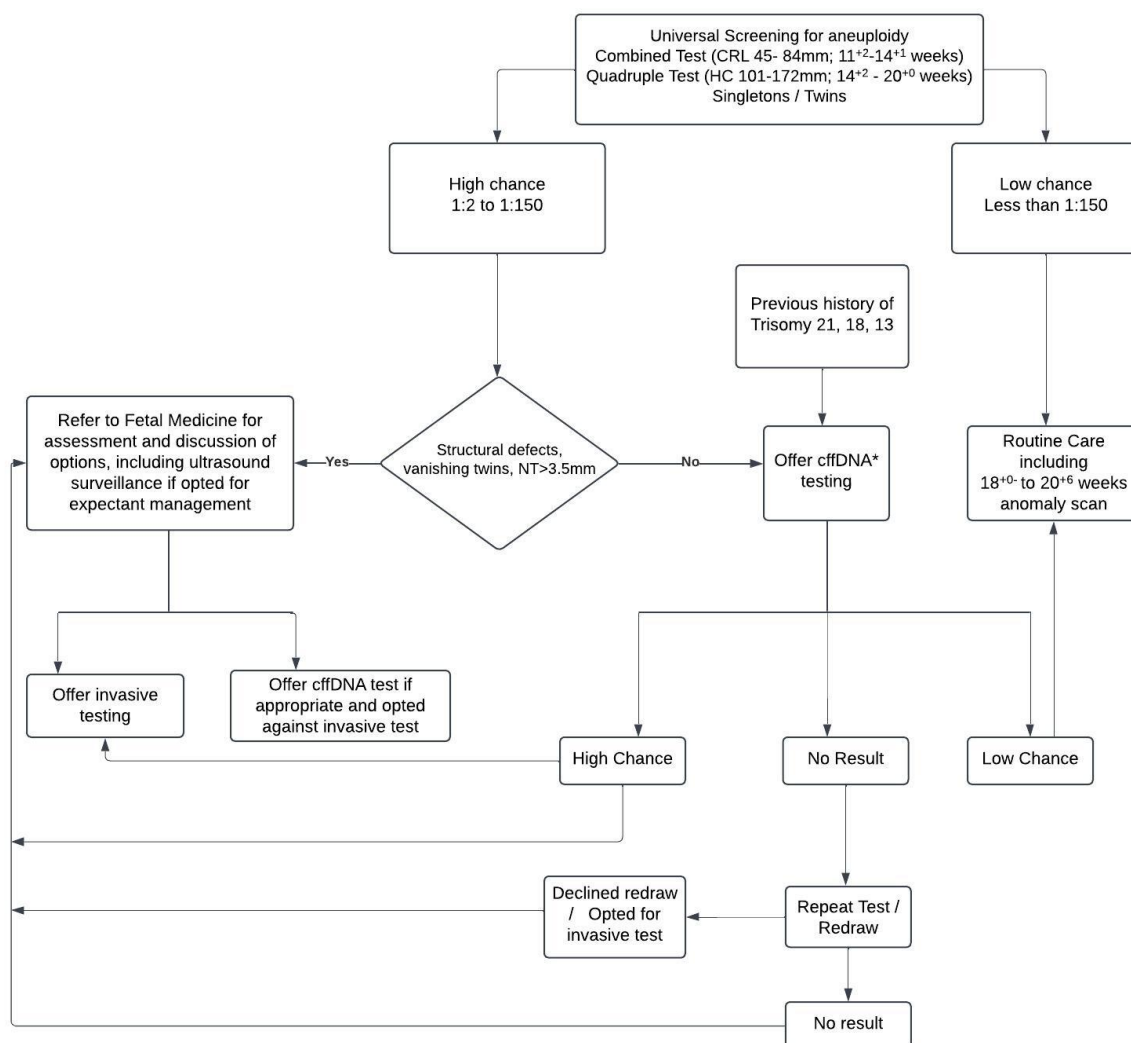 Universal Screening for aneuploidy
Combined Test (CRL 45- 84mm; 11⁺²-14⁺¹ weeks)
Quadruple Test (HC 101-172mm; 14⁺² - 20⁺⁰ weeks)
Singletons / Twins
High chance
1:2 to 1:150
Low chance
Less than 1:150
Previous history of
Trisomy 21, 18, 13
Refer to Fetal Medicine for
assessment and discussion of
options, including ultrasound
surveillance if opted for
expectant management
Yes
Structural defects,
vanishing twins, NT>3.5mm
No
Offer cffDNA*
testing
Routine Care
including
18⁺⁰⁻ to 20⁺⁶ weeks
anomaly scan
Offer invasive
testing
Offer cffDNA test if
appropriate and opted
against invasive test
High Chance
No Result
Low Chance
Declined redraw
/ Opted for
invasive test
Repeat Test /
Redraw
No result